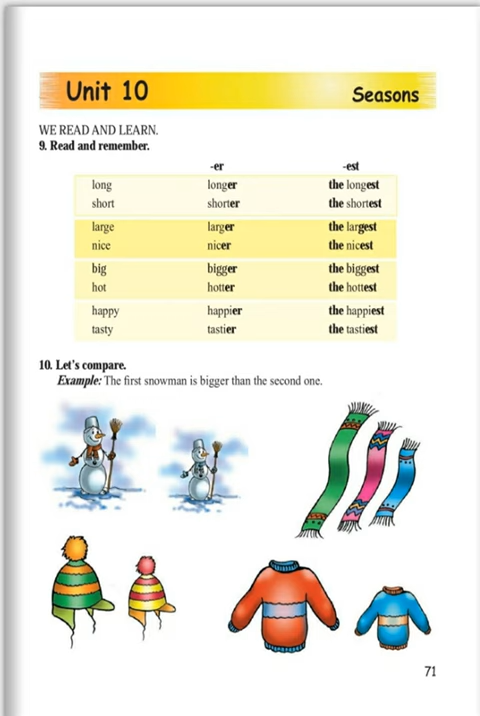 Unit 10
Seasons
WE READ AND LEARN.
9. Read and remember.
-er -est
long longer the longest
short shorter the shortest
large larger the largest
nice nicer the nicest
big bigger the biggest
hot hotter the hottest
happy happier the happiest
tasty tastier the tastiest
10. Let's compare.
Example: The first snowman is bigger than the second one.
71